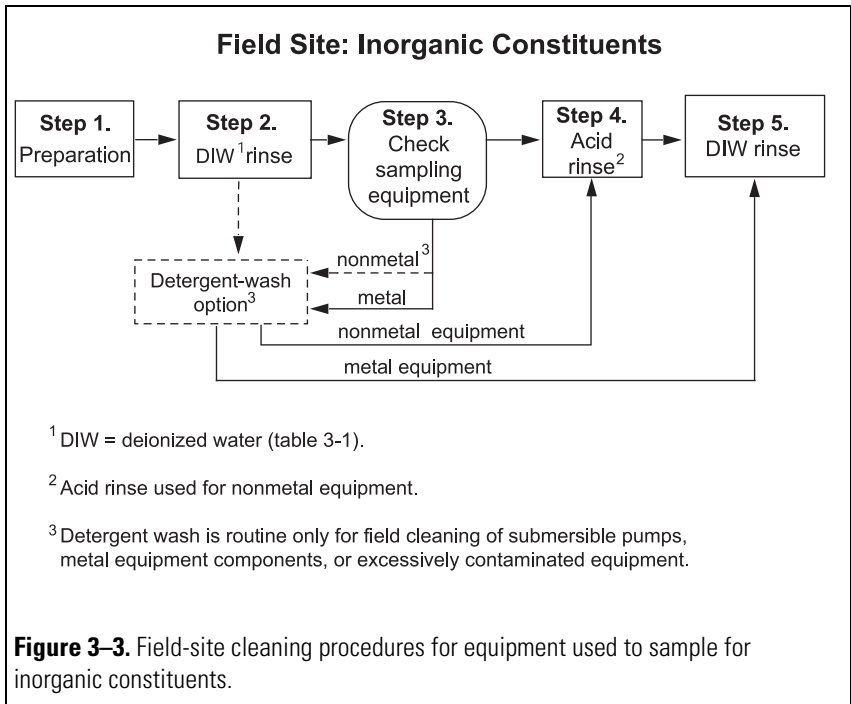 Field Site: Inorganic Constituents
Step 1.
Preparation
Step 2.
DIW¹ rinse
Step 3.
Check
sampling
equipment
Step 4.
Acid
rinse²
Step 5.
DIW rinse
nonmetal³
Detergent-wash
option³
metal
nonmetal equipment
metal equipment
¹ DIW = deionized water (table 3-1).
² Acid rinse used for nonmetal equipment.
³ Detergent wash is routine only for field cleaning of submersible pumps,
metal equipment components, or excessively contaminated equipment.
Figure 3–3. Field-site cleaning procedures for equipment used to sample for
inorganic constituents.